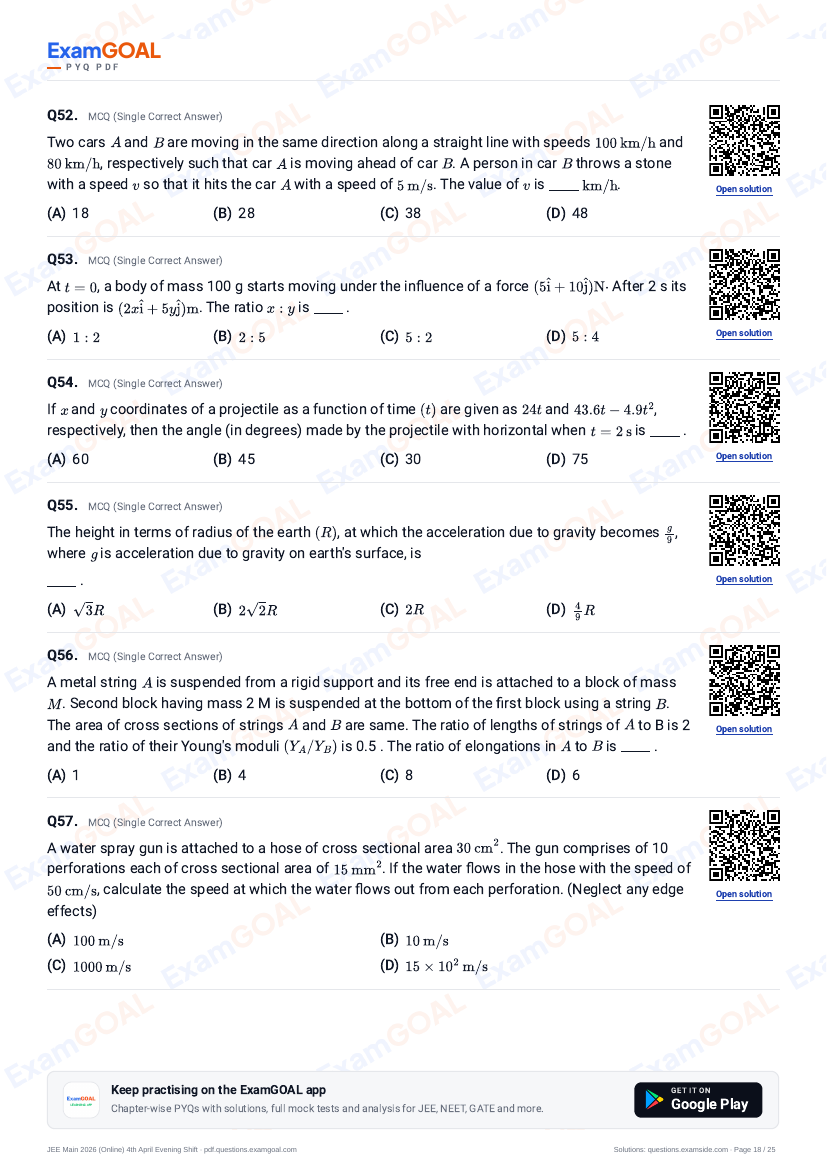 ExamGOAL
PYQ PDF
Q52. MCQ (Single Correct Answer)
Two cars A and B are moving in the same direction along a straight line with speeds 100 km/h and
80 km/h, respectively such that car A is moving ahead of car B. A person in car B throws a stone
with a speed v so that it hits the car A with a speed of 5 m/s. The value of v is ____ km/h.
(A) 18 (B) 28 (C) 38 (D) 48
Open solution
Q53. MCQ (Single Correct Answer)
At t = 0, a body of mass 100 g starts moving under the influence of a force (5î + 10ĵ)N. After 2 s its
position is (2xî + 5yĵ)m. The ratio x : y is ____ .
(A) 1 : 2 (B) 2 : 5 (C) 5 : 2 (D) 5 : 4
Open solution
Q54. MCQ (Single Correct Answer)
If x and y coordinates of a projectile as a function of time (t) are given as 24t and 43.6t − 4.9t², 
respectively, then the angle (in degrees) made by the projectile with horizontal when t = 2 s is ____ .
(A) 60 (B) 45 (C) 30 (D) 75
Open solution
Q55. MCQ (Single Correct Answer)
The height in terms of radius of the earth (R), at which the acceleration due to gravity becomes g/9,
where g is acceleration due to gravity on earth's surface, is
____ .
(A) √3R (B) 2√2R (C) 2R (D) 4/9 R
Open solution
Q56. MCQ (Single Correct Answer)
A metal string A is suspended from a rigid support and its free end is attached to a block of mass
M. Second block having mass 2 M is suspended at the bottom of the first block using a string B.
The area of cross sections of strings A and B are same. The ratio of lengths of strings of A to B is 2
and the ratio of their Young's moduli (Y_A/Y_B) is 0.5 . The ratio of elongations in A to B is ____ .
(A) 1 (B) 4 (C) 8 (D) 6
Open solution
Q57. MCQ (Single Correct Answer)
A water spray gun is attached to a hose of cross sectional area 30 cm². The gun comprises of 10
perforations each of cross sectional area of 15 mm². If the water flows in the hose with the speed of
50 cm/s, calculate the speed at which the water flows out from each perforation. (Neglect any edge
effects)
(A) 100 m/s (B) 10 m/s
(C) 1000 m/s (D) 15 × 10² m/s
Open solution
ExamGOAL
Keep practising on the ExamGOAL app
Chapter-wise PYQs with solutions, full mock tests and analysis for JEE, NEET, GATE and more.
GET IT ON
Google Play
JEE Main 2026 (Online) 4th April Evening Shift · pdf.questions.examgoal.com
Solutions: questions.examside.com · Page 18 / 25